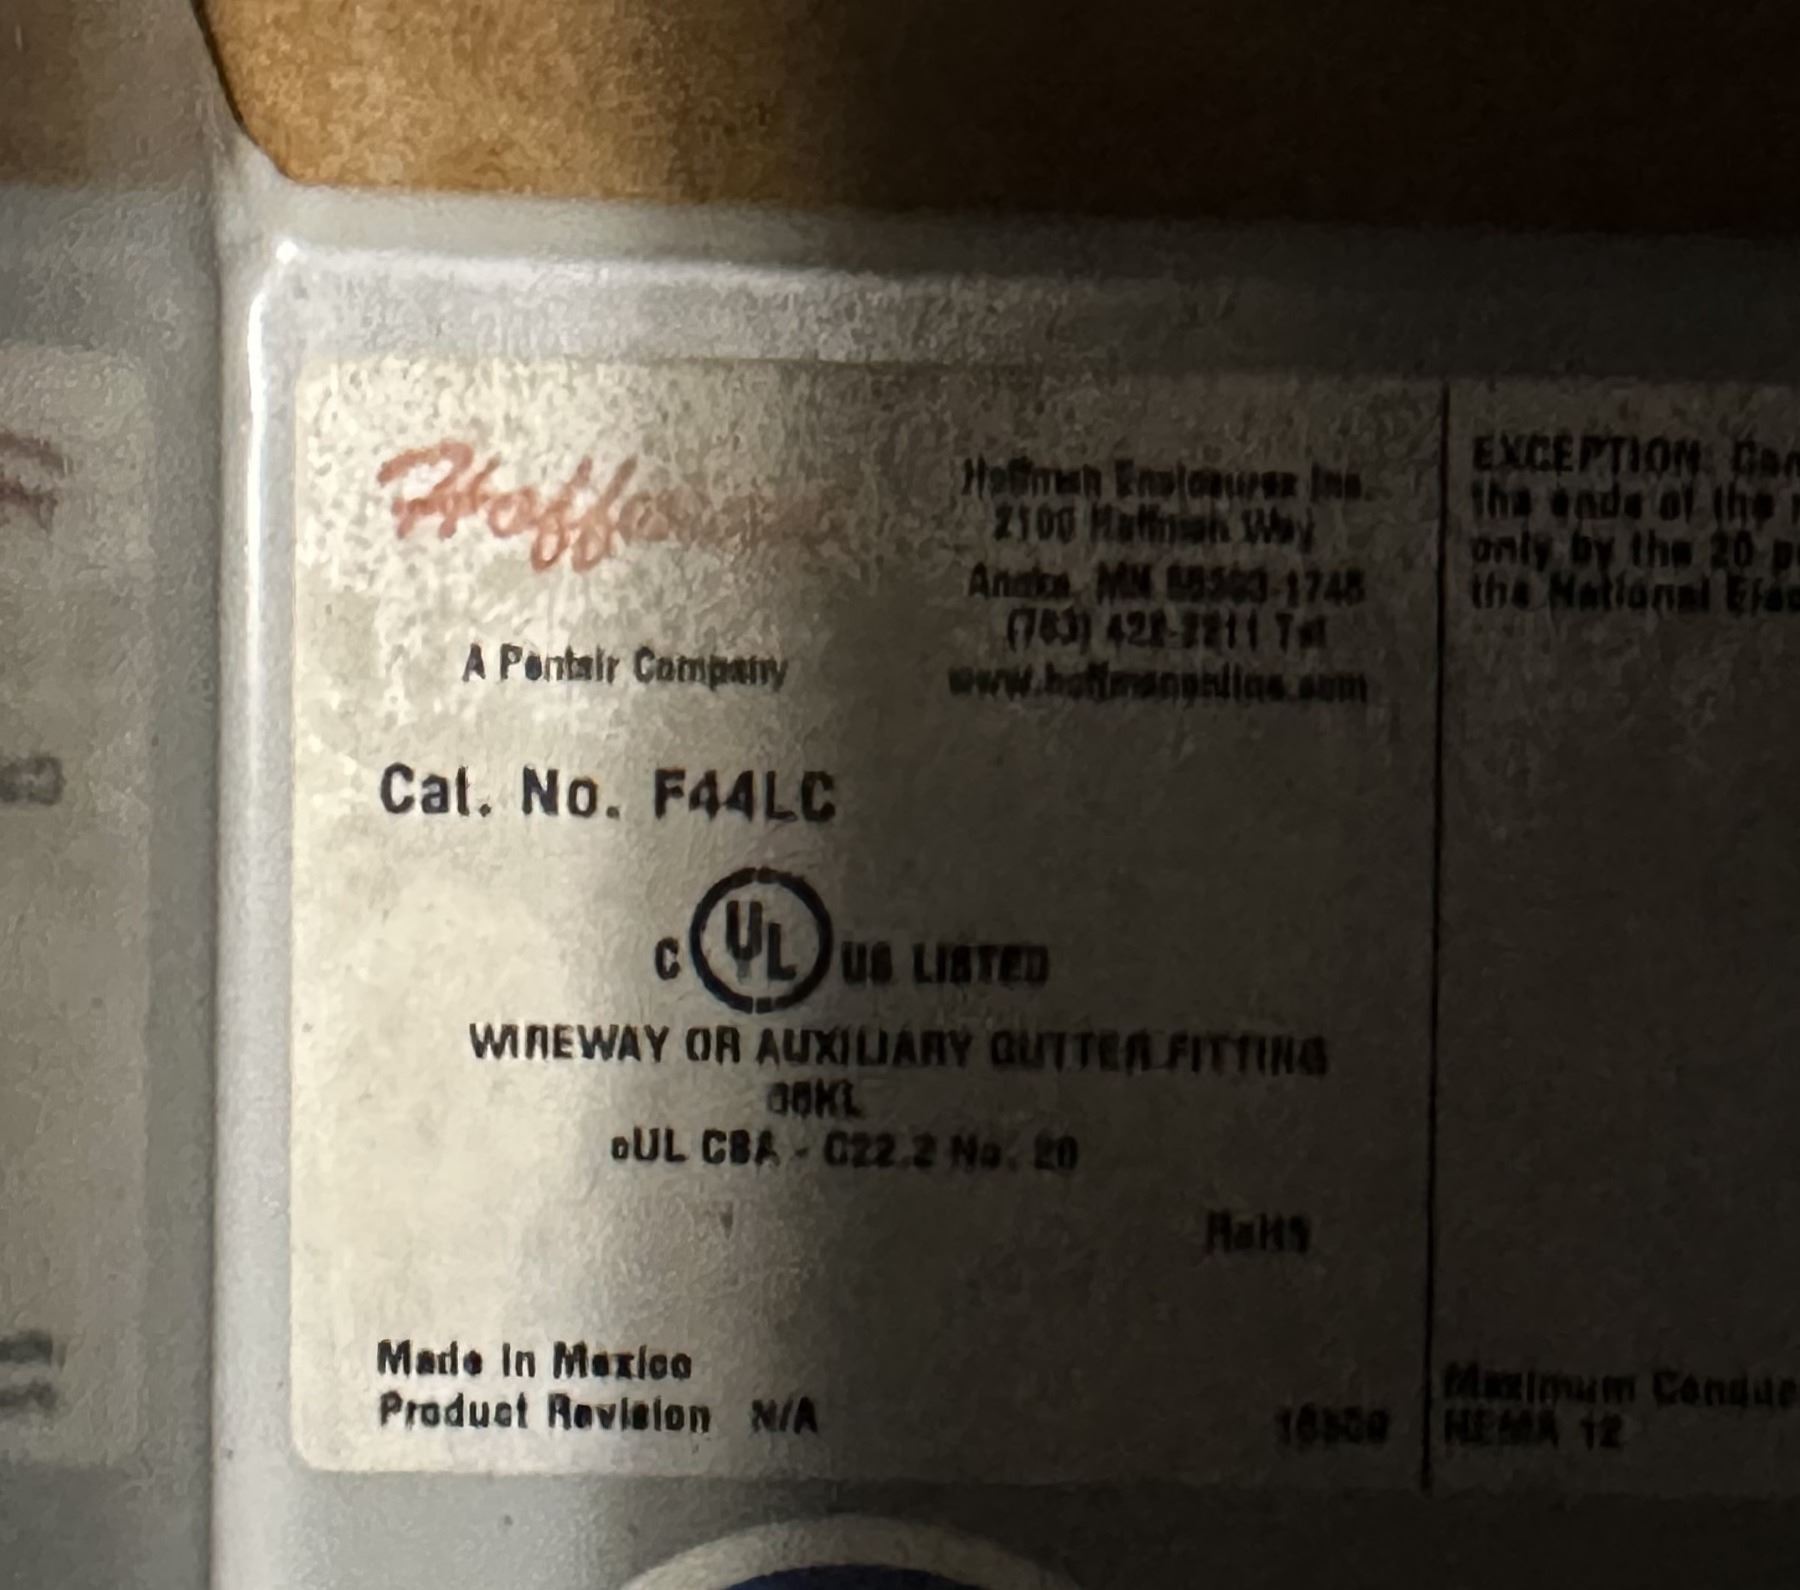 Hoffman
A Pentair Company
Hoffman Enclosures Inc.
2100 Hoffman Way
Anoka, MN 55303-1745
(763) 422-2211 Tel
www.hoffmanonline.com
Cat. No. F44LC
C UL US LISTED
WIREWAY OR AUXILIARY GUTTER FITTING
cUL CSA - C22.2 No. 20
RoHS
Made In Mexico
Product Revision N/A
EXCEPTION:
the ends of the
only by the 20
the National
Maximum
NEMA 12